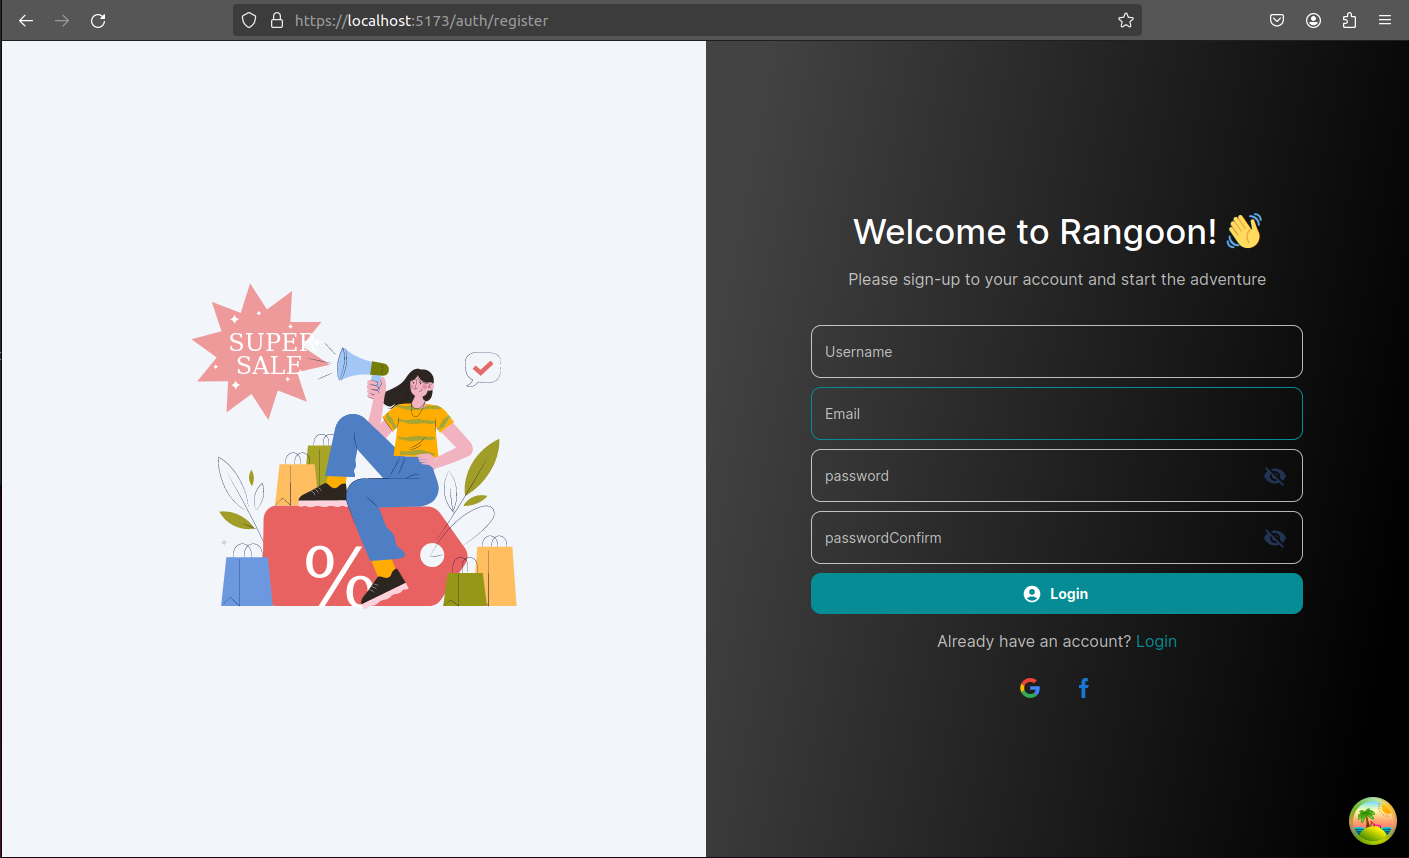 https://localhost:5173/auth/register
SUPER
SALE
%
Welcome to Rangoon! 👋
Please sign-up to your account and start the adventure
Username
Email
password
passwordConfirm
Login
Already have an account? Login